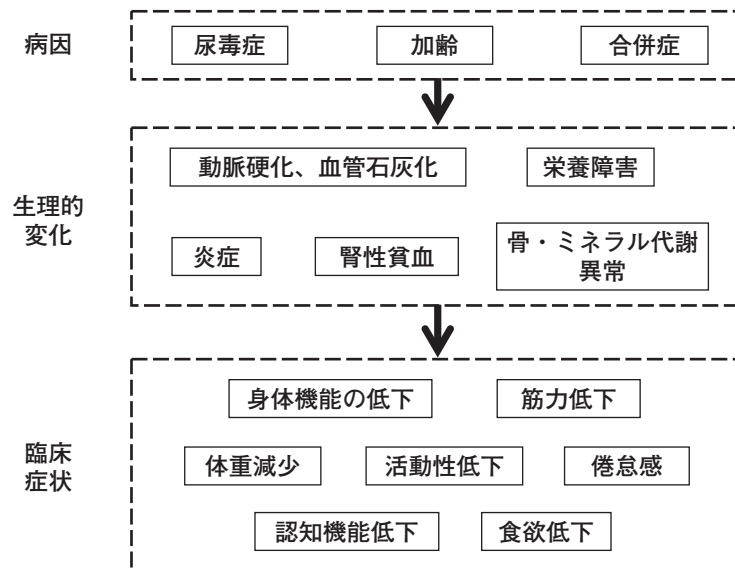 病因
尿毒症
加齢
合併症
生理的
変化
動脈硬化、血管石灰化
栄養障害
炎症
腎性貧血
骨・ミネラル代謝
異常
臨床
症状
身体機能の低下
筋力低下
体重減少
活動性低下
倦怠感
認知機能低下
食欲低下